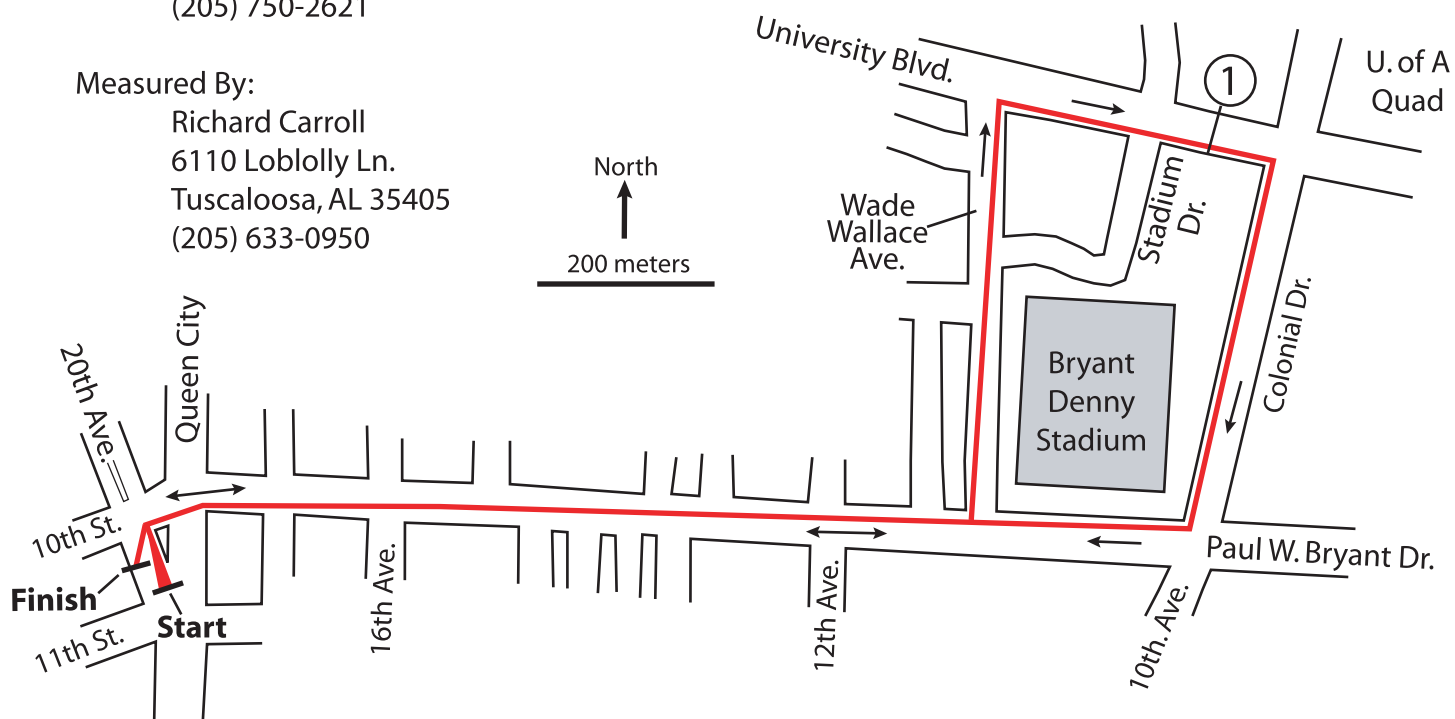 (205) 750-2621
Measured By:
Richard Carroll
6110 Loblolly Ln.
Tuscaloosa, AL 35405
(205) 633-0950
North
200 meters
University Blvd.
1
U. of A
Quad
Wade
Wallace
Ave.
Stadium
Dr.
Colonial Dr.
Bryant
Denny
Stadium
20th Ave.
Queen City
10th St.
Finish
Start
11th St.
16th Ave.
12th Ave.
10th. Ave.
Paul W. Bryant Dr.